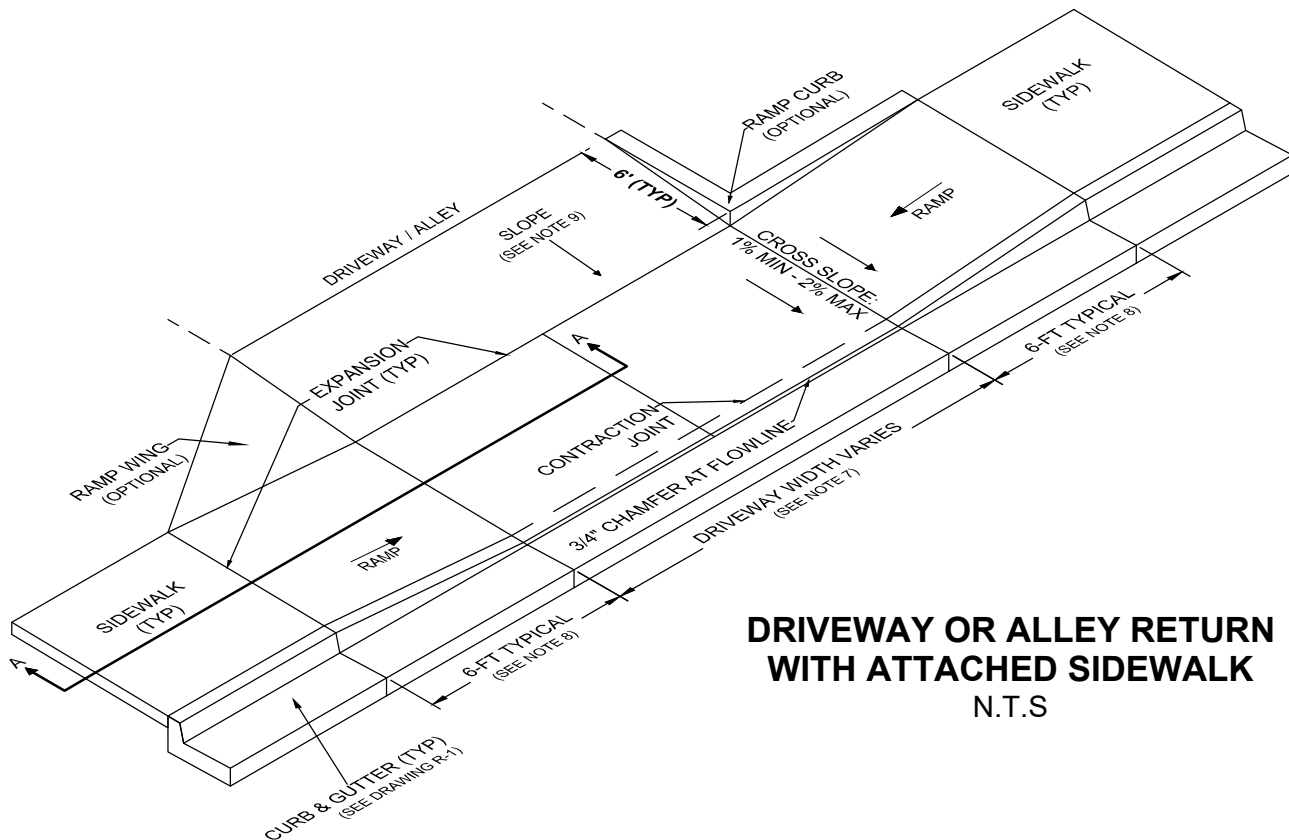 SIDEWALK
(TYP)
RAMP CURB
(OPTIONAL)
RAMP
6' (TYP)
DRIVEWAY / ALLEY
SLOPE
(SEE NOTE 9)
CROSS SLOPE:
1% MIN - 2% MAX
6-FT TYPICAL
(SEE NOTE 8)
A
EXPANSION
JOINT (TYP)
RAMP WING
(OPTIONAL)
CONTRACTION
JOINT
3/4" CHAMFER AT FLOWLINE
DRIVEWAY WIDTH VARIES
(SEE NOTE 7)
RAMP
SIDEWALK
(TYP)
A
6-FT TYPICAL
(SEE NOTE 8)
CURB & GUTTER (TYP)
(SEE DRAWING R-1)
DRIVEWAY OR ALLEY RETURN
WITH ATTACHED SIDEWALK
N.T.S